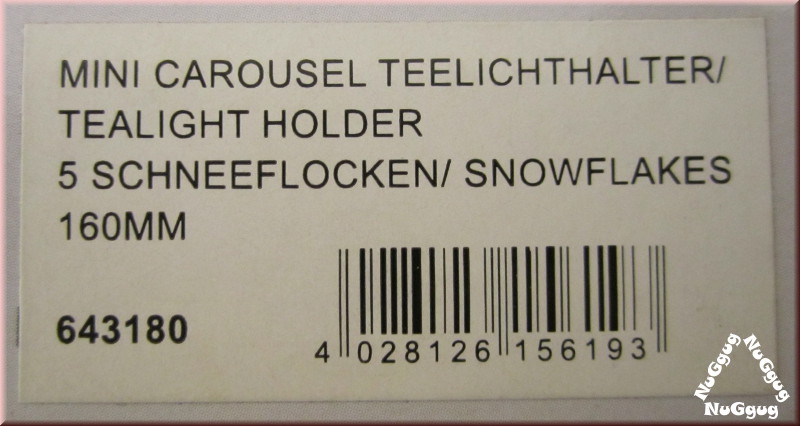 MINI CAROUSEL TEELICHTHALTER/
TEALIGHT HOLDER
5 SCHNEEFLOCKEN/ SNOWFLAKES
160MM
643180
4 028126 156193
NuGgug
NuGgug
NuGgug